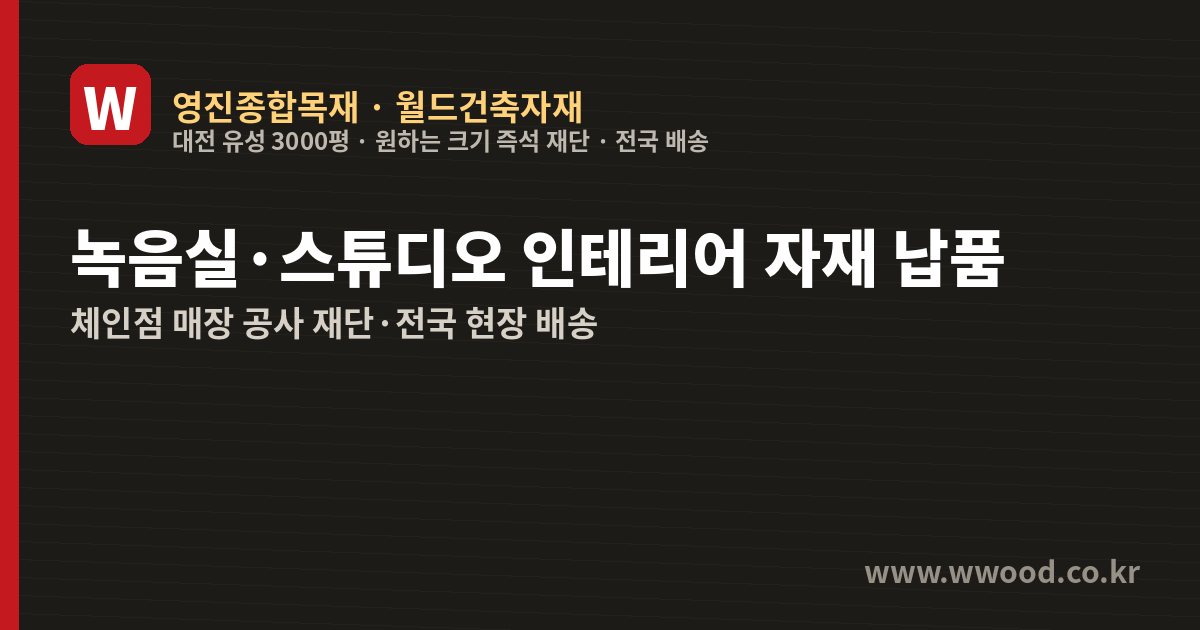 W
영진종합목재 · 월드건축자재
대전 유성 3000평 · 원하는 크기 즉석 재단 · 전국 배송
녹음실·스튜디오 인테리어 자재 납품
체인점 매장 공사 재단·전국 현장 배송
www.wwood.co.kr